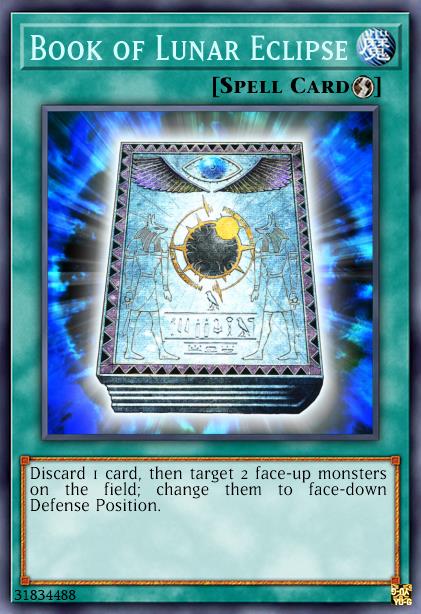 Book of Lunar Eclipse
[Spell Card]
Discard 1 card, then target 2 face-up monsters
on the field; change them to face-down
Defense Position.
31834488